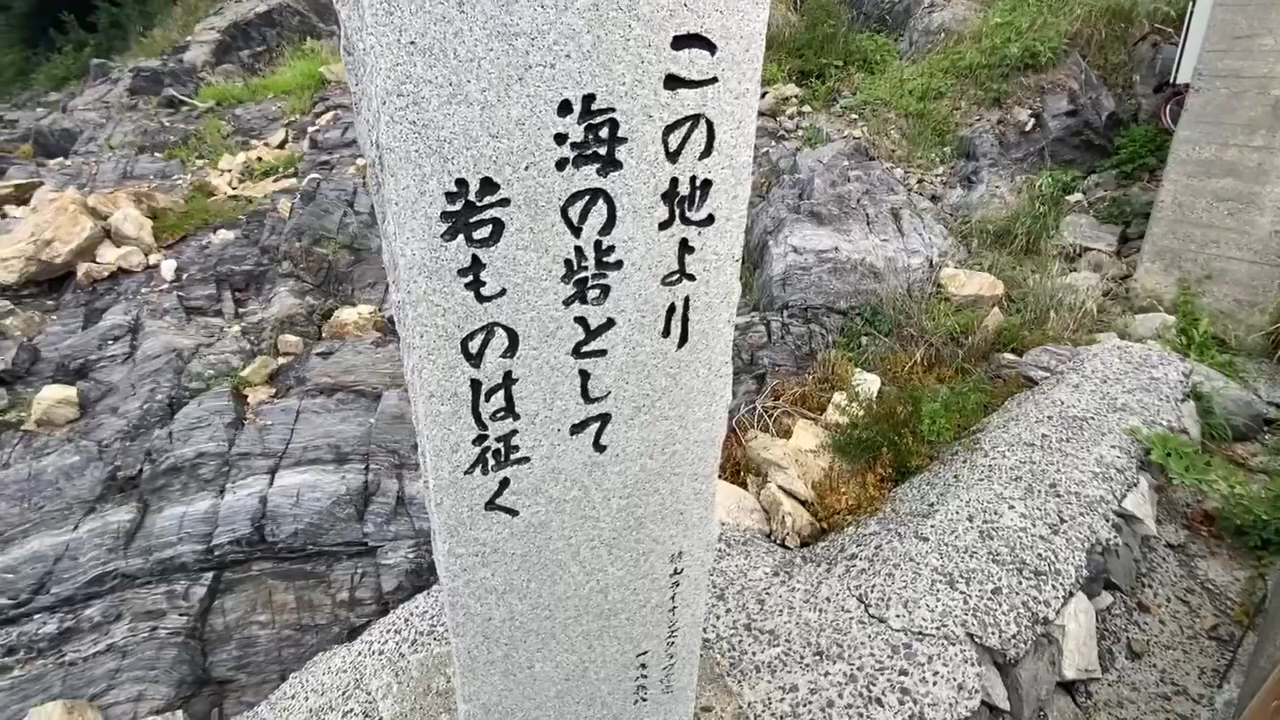 この地より
海の砦として
若ものは征く